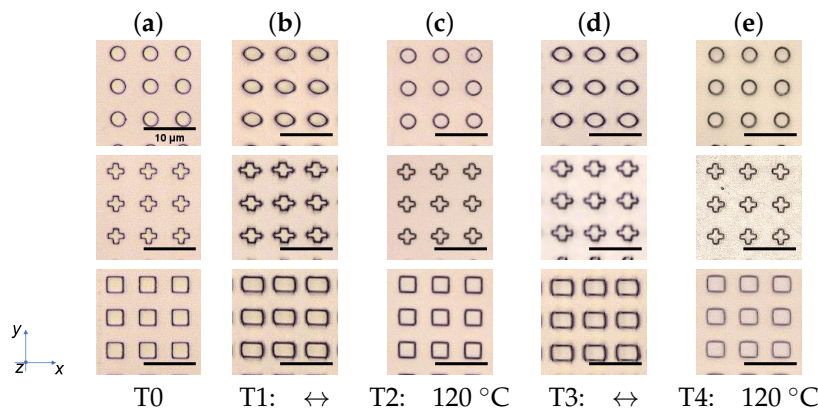 (a) (b) (c) (d) (e)
10 µm
y
z x
T0 T1: ↔ T2: 120 °C T3: ↔ T4: 120 °C